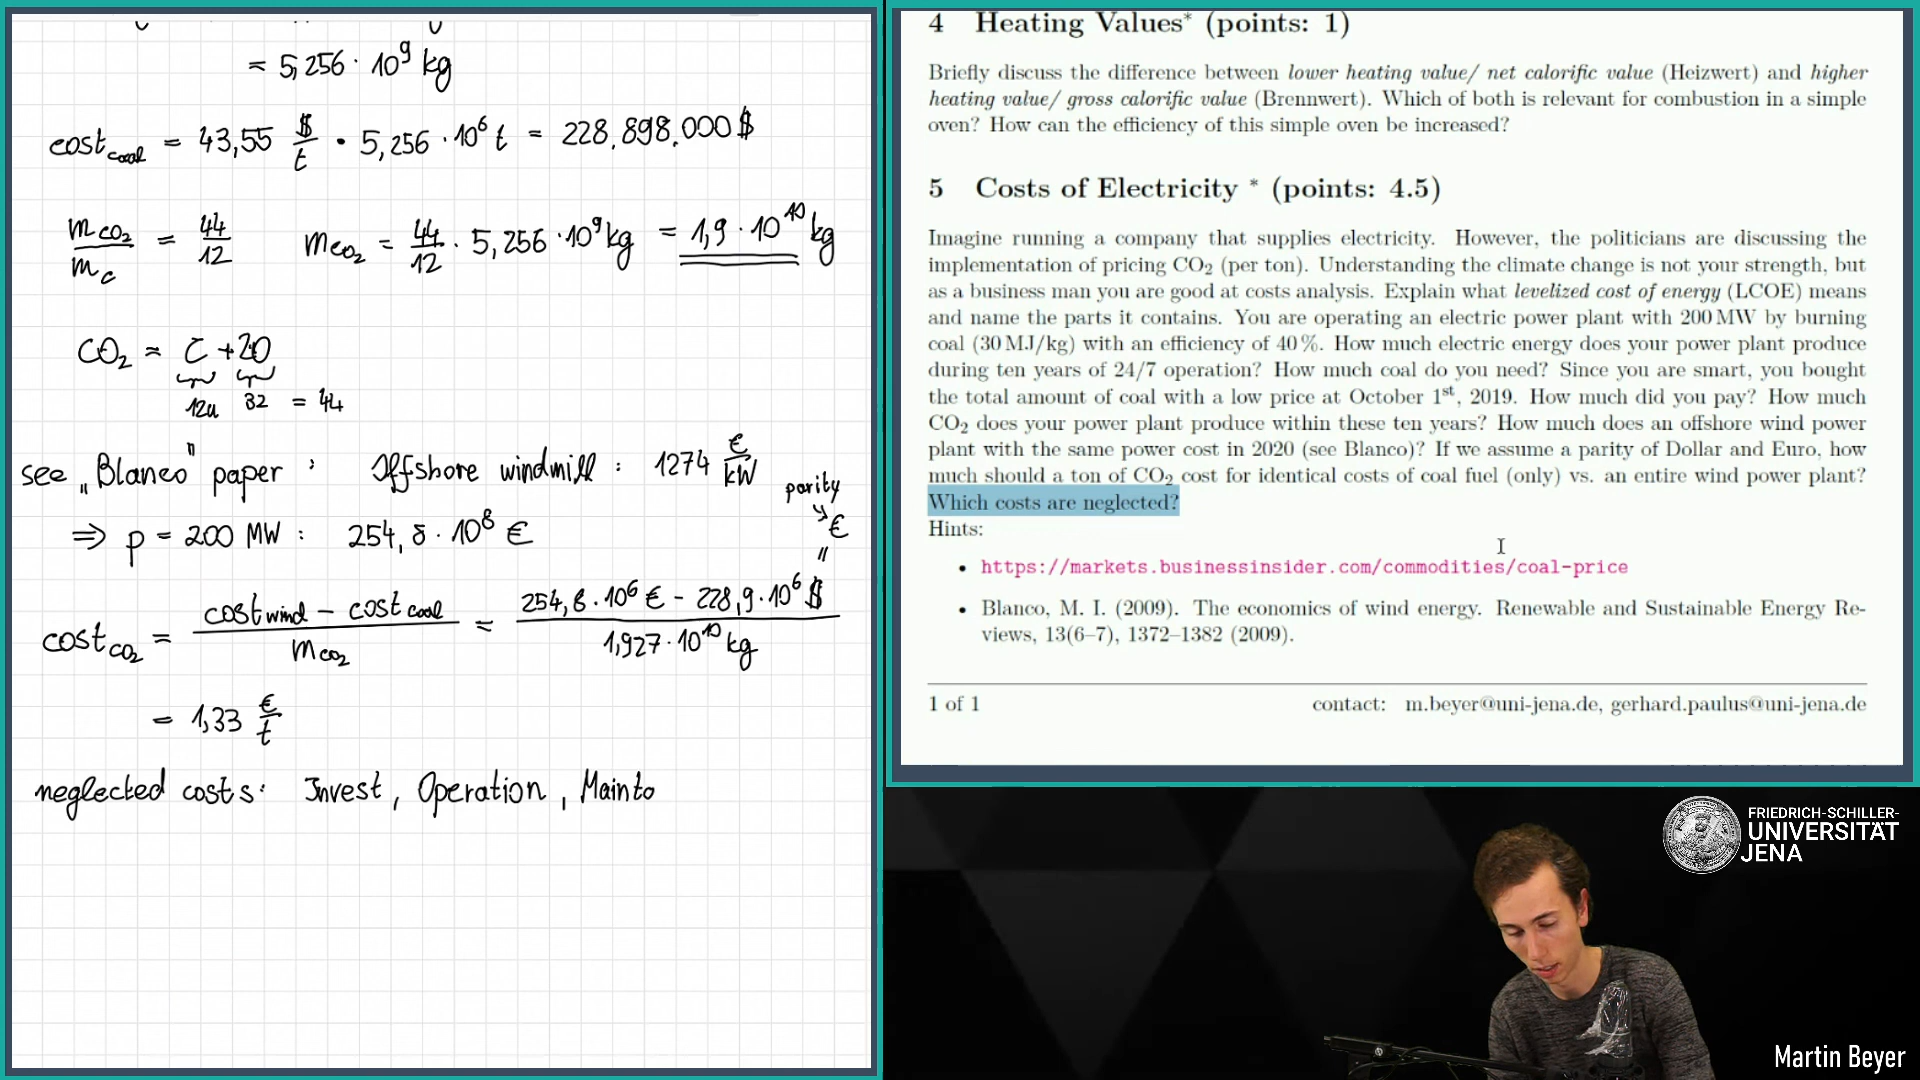 = 5,256 · 10⁹ kg
cost_coal = 43,55 $/t · 5,256 · 10⁶ t = 228.898.000 $
m_CO₂/m_C = 44/12    m_CO₂ = 44/12 · 5,256 · 10⁹ kg = 1,9 · 10¹⁰ kg
CO₂ = C + 2O
12u 32 = 44
see „Blanco" paper : Offshore windmill : 1274 €/kW
parity
⇒ p = 200 MW : 254,8 · 10⁶ €
€
"
cost_CO₂ = (cost_wind − cost_coal)/m_CO₂ = (254,8 · 10⁶ € − 228,9 · 10⁶ $)/(1,927 · 10¹⁰ kg)
= 1,33 €/t
neglected costs: Invest, Operation, Mainto
4 Heating Values* (points: 1)
Briefly discuss the difference between lower heating value/ net calorific value (Heizwert) and higher
heating value/ gross calorific value (Brennwert). Which of both is relevant for combustion in a simple
oven? How can the efficiency of this simple oven be increased?
5 Costs of Electricity * (points: 4.5)
Imagine running a company that supplies electricity. However, the politicians are discussing the
implementation of pricing CO₂ (per ton). Understanding the climate change is not your strength, but
as a business man you are good at costs analysis. Explain what levelized cost of energy (LCOE) means
and name the parts it contains. You are operating an electric power plant with 200 MW by burning
coal (30 MJ/kg) with an efficiency of 40 %. How much electric energy does your power plant produce
during ten years of 24/7 operation? How much coal do you need? Since you are smart, you bought
the total amount of coal with a low price at October 1st, 2019. How much did you pay? How much
CO₂ does your power plant produce within these ten years? How much does an offshore wind power
plant with the same power cost in 2020 (see Blanco)? If we assume a parity of Dollar and Euro, how
much should a ton of CO₂ cost for identical costs of coal fuel (only) vs. an entire wind power plant?
Which costs are neglected?
Hints:
• https://markets.businessinsider.com/commodities/coal-price
• Blanco, M. I. (2009). The economics of wind energy. Renewable and Sustainable Energy Re-
views, 13(6–7), 1372–1382 (2009).
1 of 1    contact: m.beyer@uni-jena.de, gerhard.paulus@uni-jena.de
FRIEDRICH-SCHILLER-
UNIVERSITÄT
JENA
Martin Beyer